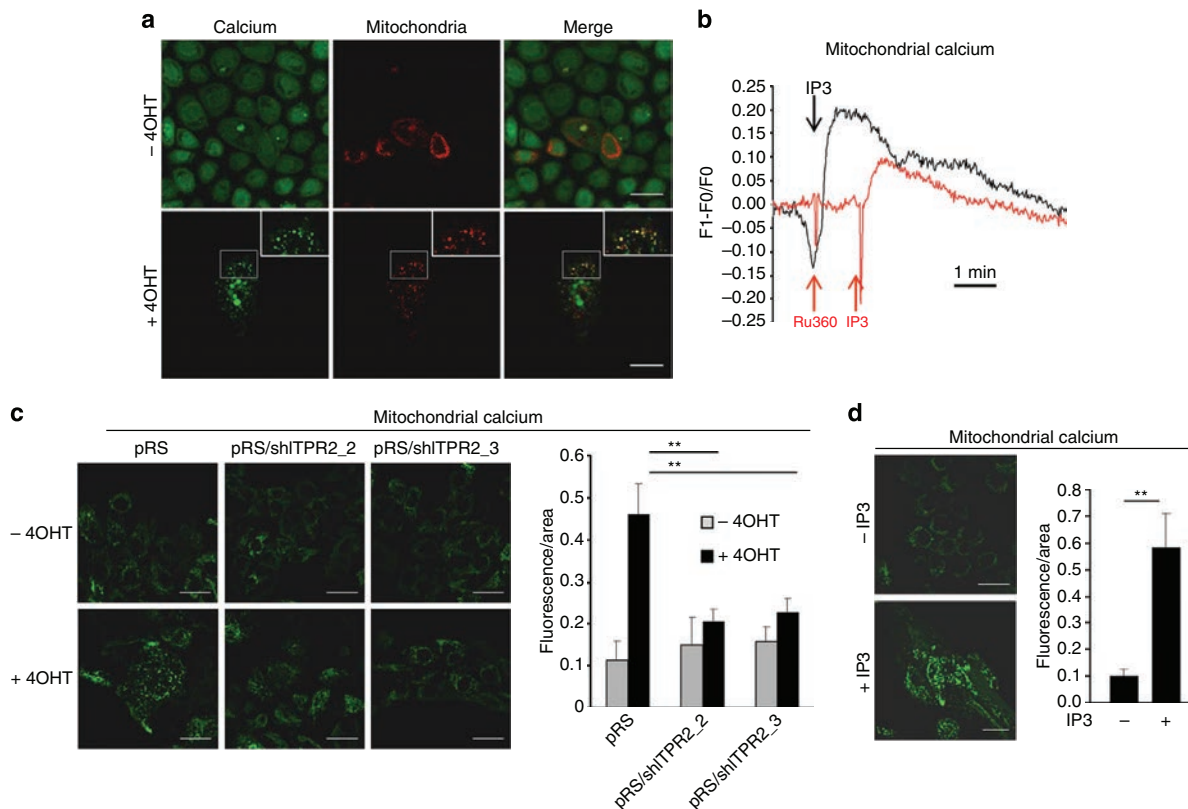 a
Calcium Mitochondria Merge
– 4OHT
+ 4OHT
b
Mitochondrial calcium
IP3
0.25
0.20
0.15
0.10
0.05
0.00
–0.05
–0.10
–0.15
–0.20
–0.25
F1-F0/F0
1 min
Ru360 IP3
c
Mitochondrial calcium
pRS pRS/shITPR2_2 pRS/shITPR2_3
– 4OHT
+ 4OHT
**
**
0.6
0.5
0.4
0.3
0.2
0.1
0
Fluorescence/area
– 4OHT
+ 4OHT
pRS
pRS/shITPR2_2
pRS/shITPR2_3
d
Mitochondrial calcium
– IP3
+ IP3
**
0.8
0.7
0.6
0.5
0.4
0.3
0.2
0.1
0.0
Fluorescence/area
IP3 – +